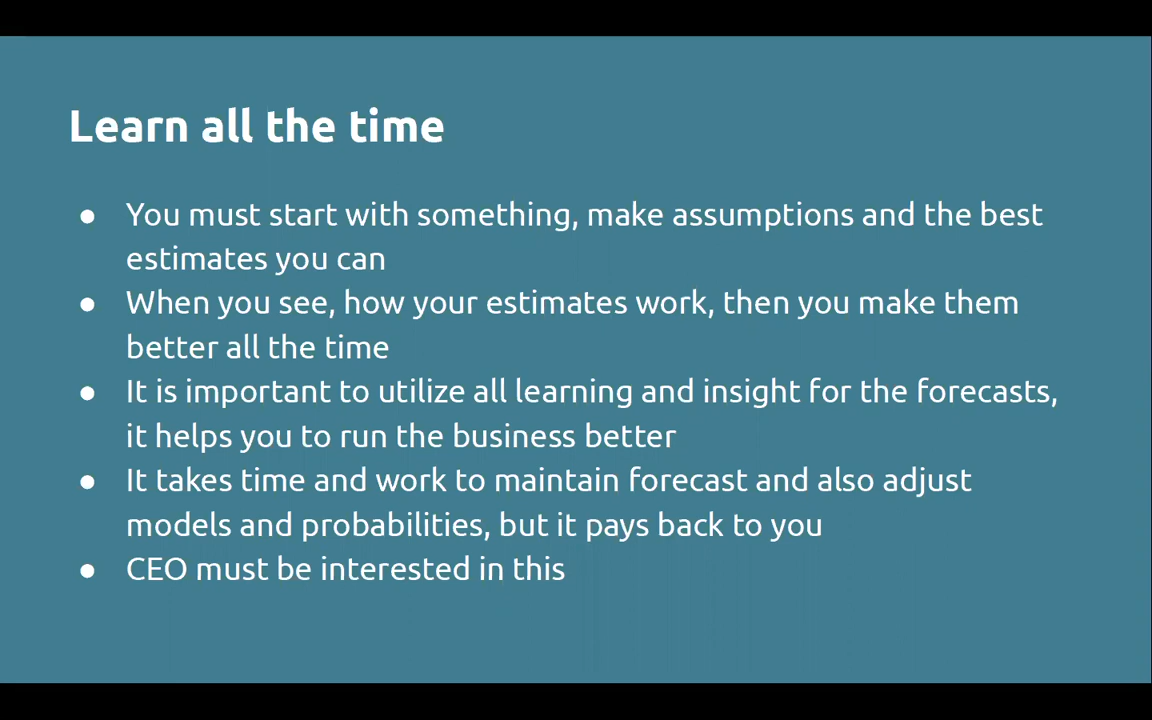 Learn all the time
● You must start with something, make assumptions and the best
estimates you can
● When you see, how your estimates work, then you make them
better all the time
● It is important to utilize all learning and insight for the forecasts,
it helps you to run the business better
● It takes time and work to maintain forecast and also adjust
models and probabilities, but it pays back to you
● CEO must be interested in this